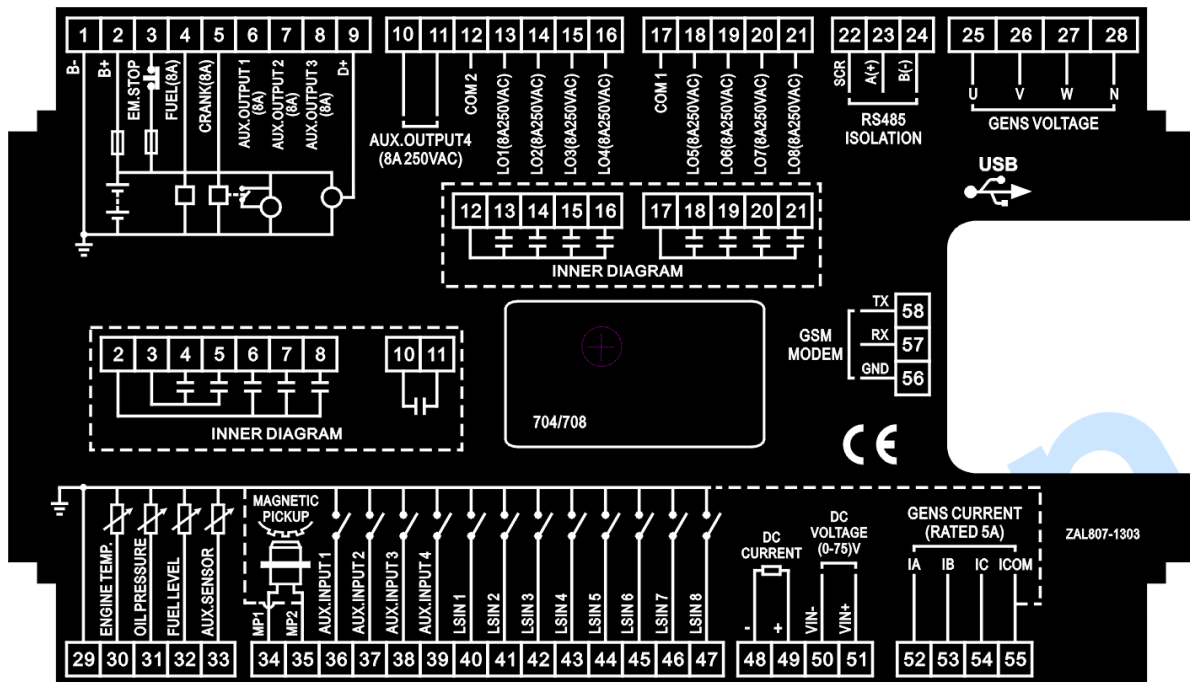 1 2 3 4 5 6 7 8 9
10 11 12 13 14 15 16
17 18 19 20 21
22 23 24
25 26 27 28
B-
B+
EM.STOP
FUEL(8A)
CRANK(8A)
AUX.OUTPUT 1
(8A)
AUX.OUTPUT 2
(8A)
AUX.OUTPUT 3
(8A)
D+
AUX.OUTPUT4
(8A 250VAC)
COM 2
LO1(8A250VAC)
LO2(8A250VAC)
LO3(8A250VAC)
LO4(8A250VAC)
COM 1
LO5(8A250VAC)
LO6(8A250VAC)
LO7(8A250VAC)
LO8(8A250VAC)
SCR
A(+)
B(-)
RS485
ISOLATION
U V W N
GENS VOLTAGE
USB
12 13 14 15 16
17 18 19 20 21
INNER DIAGRAM
TX 58
RX 57
GND 56
GSM
MODEM
2 3 4 5 6 7 8
10 11
INNER DIAGRAM
704/708
CE
ENGINE TEMP.
OIL PRESSURE
FUEL LEVEL
AUX.SENSOR
MAGNETIC
PICKUP
MP1
MP2
AUX.INPUT 1
AUX.INPUT 2
AUX.INPUT 3
AUX.INPUT 4
LSIN 1
LSIN 2
LSIN 3
LSIN 4
LSIN 5
LSIN 6
LSIN 7
LSIN 8
DC
CURRENT
- +
DC
VOLTAGE
(0-75)V
VIN-
VIN+
GENS CURRENT
(RATED 5A)
IA IB IC ICOM
ZAL807-1303
29 30 31 32 33
34 35 36 37 38 39 40 41 42 43 44 45 46 47
48 49 50 51
52 53 54 55